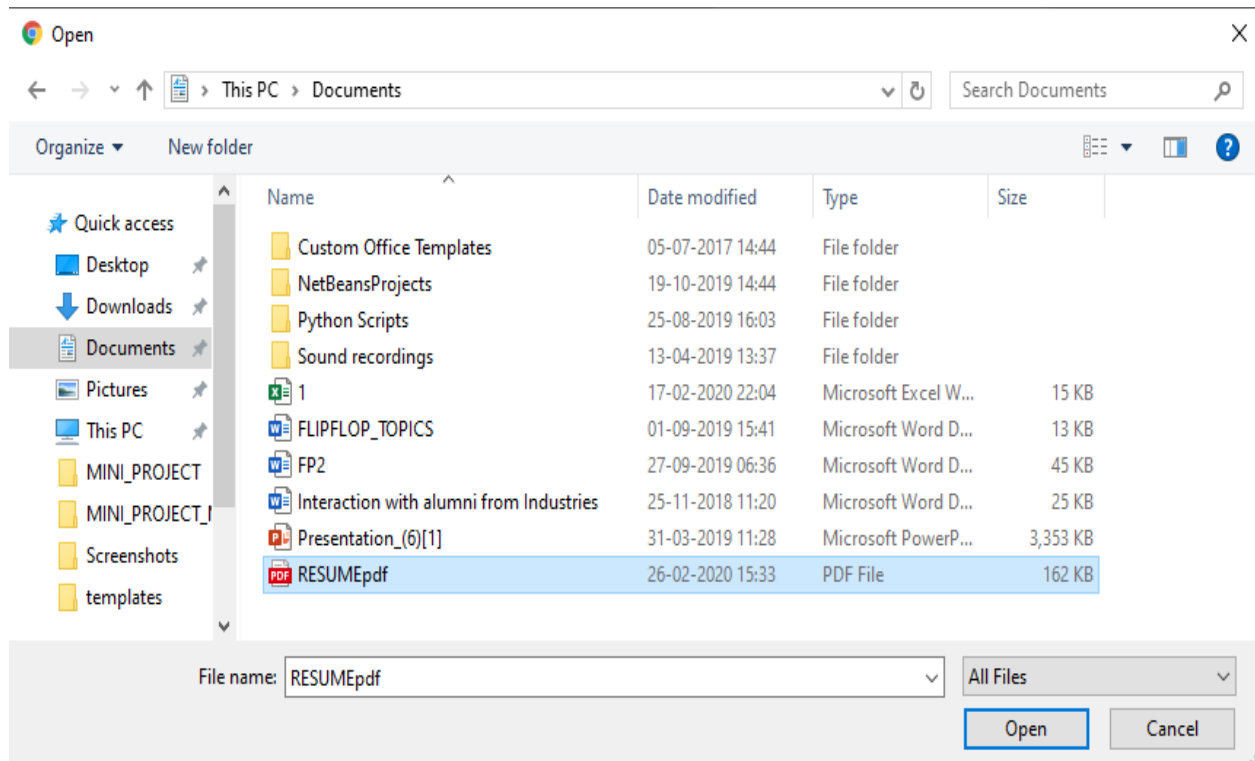 Open
This PC > Documents
Search Documents
Organize
New folder
Name Date modified Type Size
Quick access
Desktop
Downloads
Documents
Pictures
This PC
MINI_PROJECT
MINI_PROJECT_
Screenshots
templates
Custom Office Templates 05-07-2017 14:44 File folder
NetBeansProjects 19-10-2019 14:44 File folder
Python Scripts 25-08-2019 16:03 File folder
Sound recordings 13-04-2019 13:37 File folder
1 17-02-2020 22:04 Microsoft Excel W... 15 KB
FLIPFLOP_TOPICS 01-09-2019 15:41 Microsoft Word D... 13 KB
FP2 27-09-2019 06:36 Microsoft Word D... 45 KB
Interaction with alumni from Industries 25-11-2018 11:20 Microsoft Word D... 25 KB
Presentation_(6)[1] 31-03-2019 11:28 Microsoft PowerP... 3,353 KB
PDF RESUMEpdf 26-02-2020 15:33 PDF File 162 KB
File name: RESUMEpdf All Files
Open Cancel